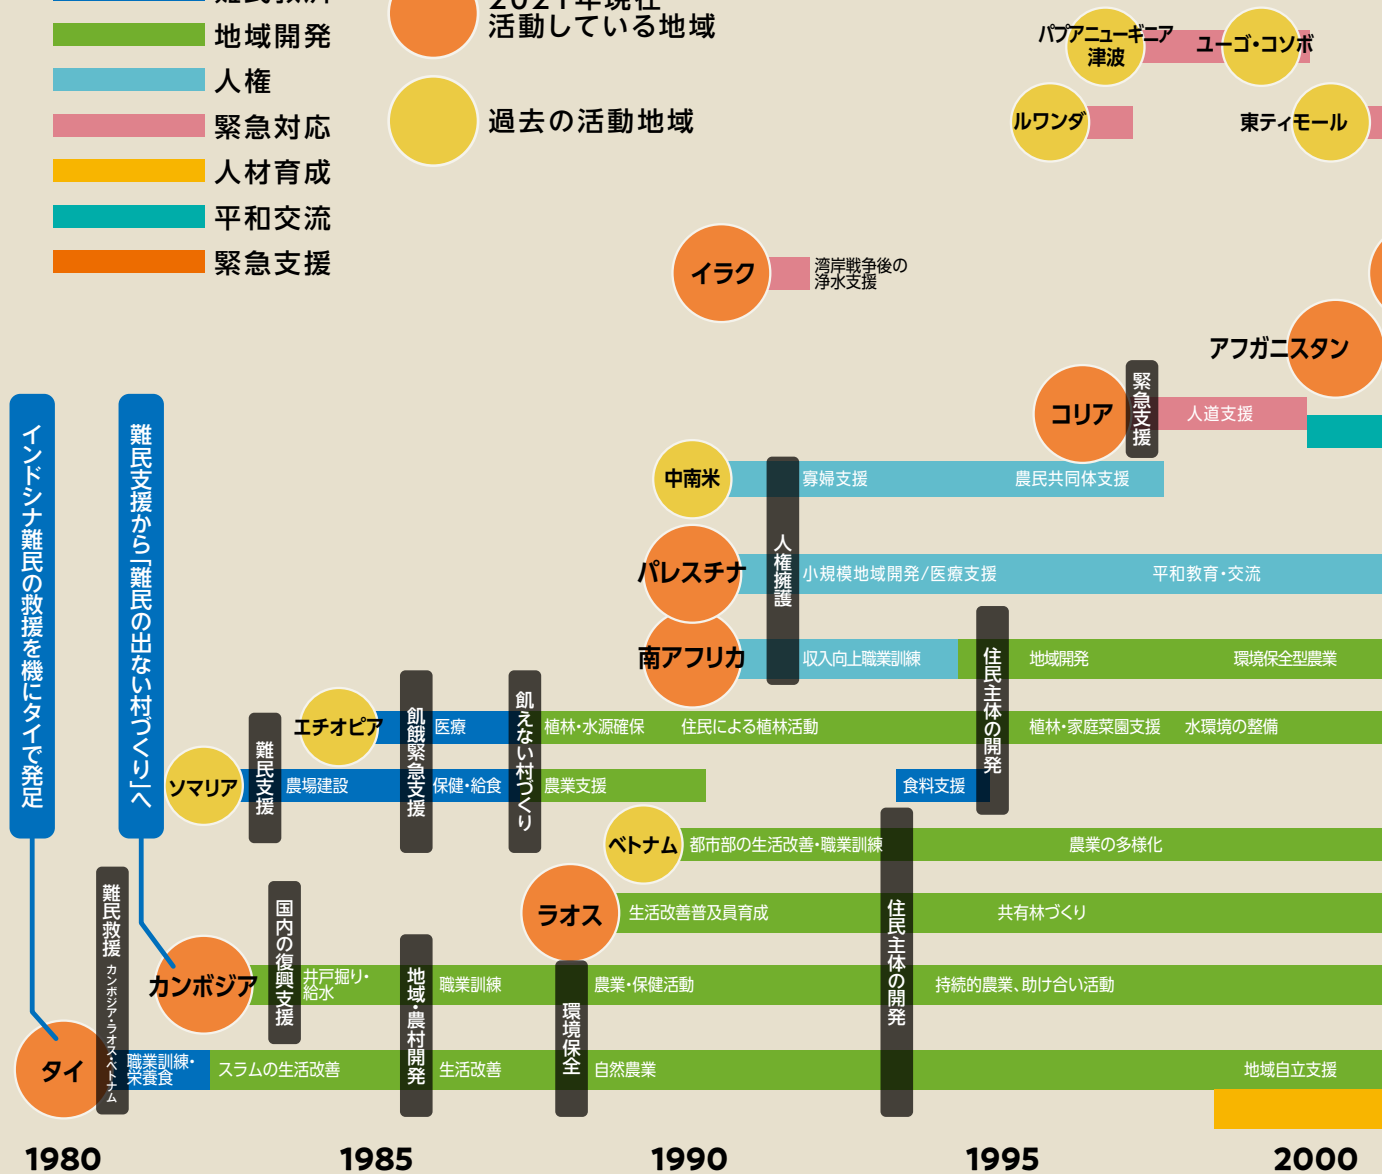 地域開発
人権
緊急対応
人材育成
平和交流
緊急支援
活動している地域
過去の活動地域
パプアニューギニア
津波
ユーゴ・コソボ
ルワンダ
東ティモール
イラク
湾岸戦争後の
浄水支援
アフガニスタン
コリア
緊急支援
人道支援
中南米
寡婦支援
農民共同体支援
人権擁護
パレスチナ
小規模地域開発/医療支援
平和教育・交流
南アフリカ
収入向上職業訓練
住民主体の開発
地域開発
環境保全型農業
インドシナ難民の救援を機にタイで発足
難民支援から「難民の出ない村づくり」へ
エチオピア
飢餓緊急支援
医療
飢えない村づくり
植林・水源確保
住民による植林活動
植林・家庭菜園支援
水環境の整備
ソマリア
難民支援
農場建設
保健・給食
農業支援
食料支援
ベトナム
都市部の生活改善・職業訓練
農業の多様化
ラオス
生活改善普及員育成
住民主体の開発
共有林づくり
難民救援 カンボジア・ラオス・ベトナム
カンボジア
国内の復興支援
井戸掘り・
給水
地域・農村開発
職業訓練
環境保全
農業・保健活動
持続的農業、助け合い活動
タイ
職業訓練・
栄養食
スラムの生活改善
生活改善
自然農業
地域自立支援
1980
1985
1990
1995
2000